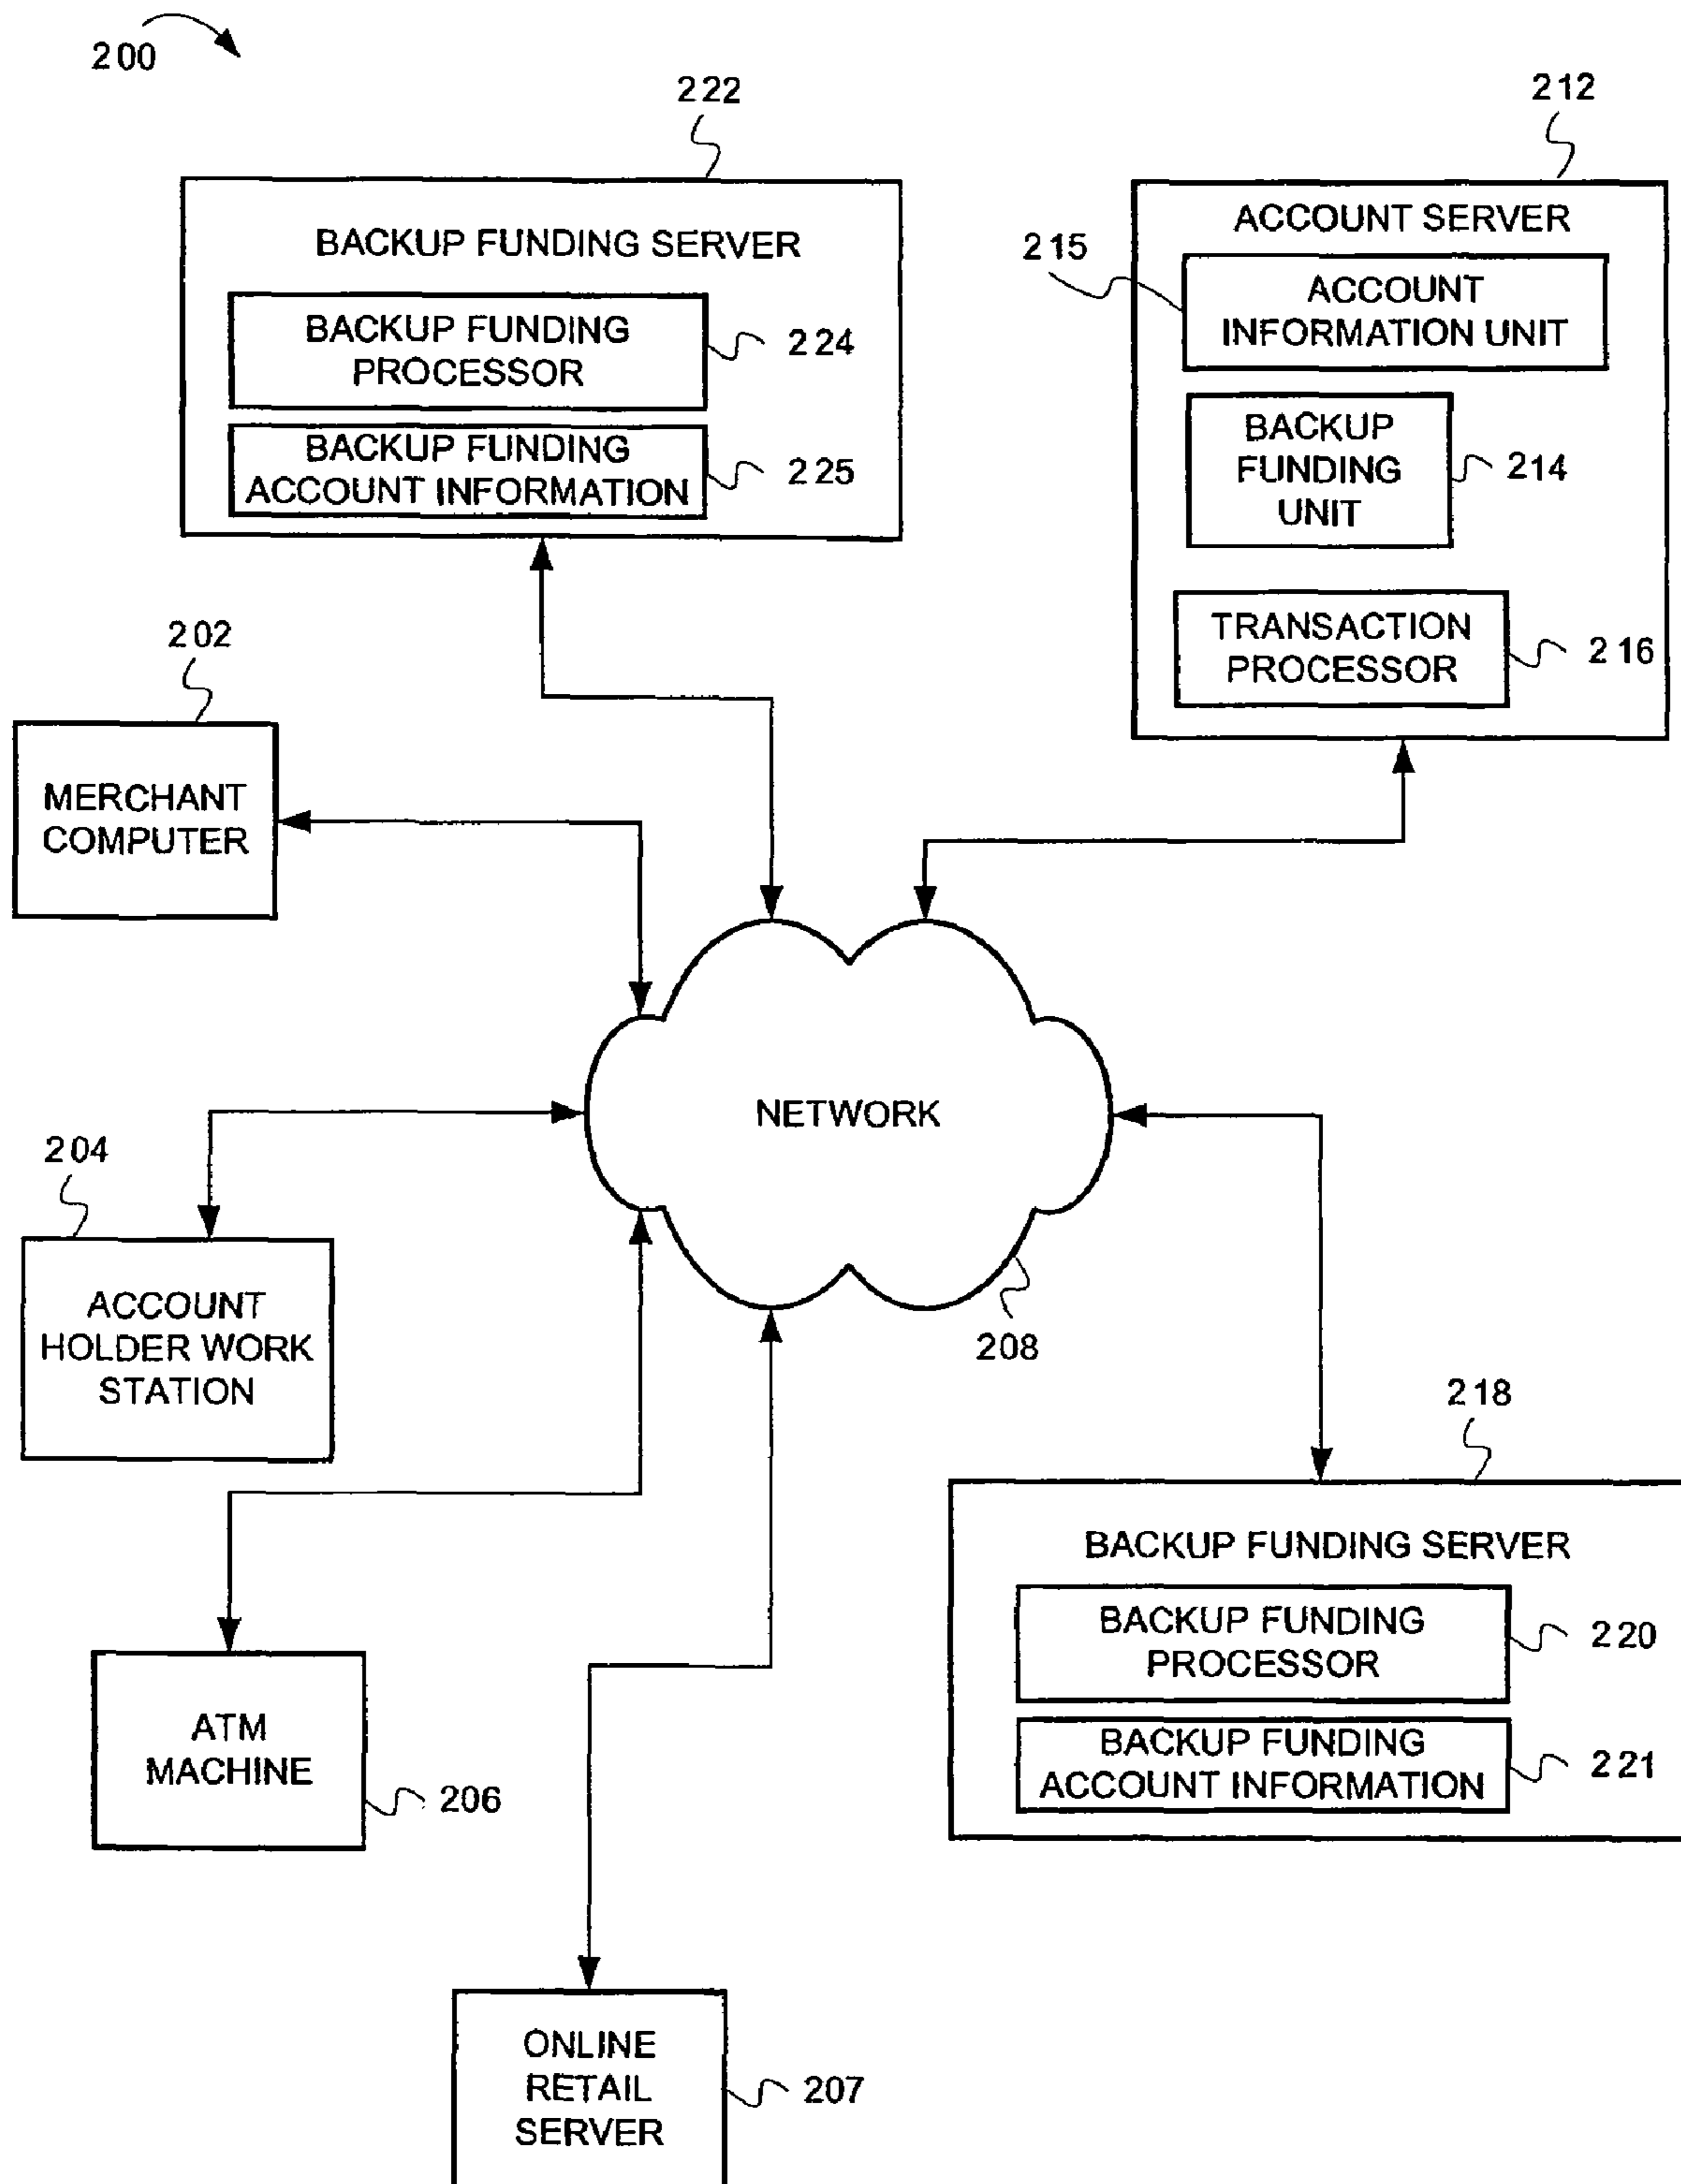 200
222
212
BACKUP FUNDING SERVER
BACKUP FUNDING
PROCESSOR
224
BACKUP FUNDING
ACCOUNT INFORMATION
225
ACCOUNT SERVER
215
ACCOUNT
INFORMATION UNIT
BACKUP
FUNDING
UNIT
214
TRANSACTION
PROCESSOR
216
202
MERCHANT
COMPUTER
NETWORK
208
204
ACCOUNT
HOLDER WORK
STATION
218
BACKUP FUNDING SERVER
BACKUP FUNDING
PROCESSOR
220
BACKUP FUNDING
ACCOUNT INFORMATION
221
ATM
MACHINE
206
ONLINE
RETAIL
SERVER
207